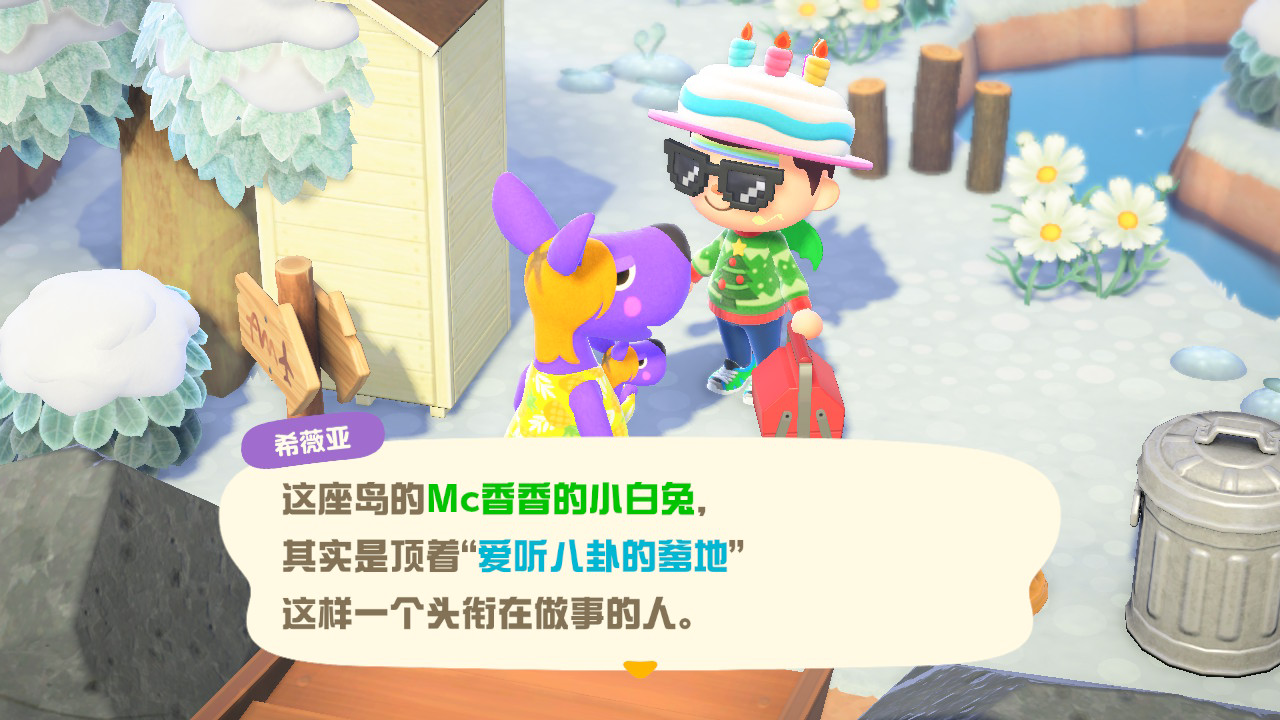 希薇亚
这座岛的Mc香香的小白兔,
其实是顶着“爱听八卦的笨地”
这样一个头衔在做事的人。